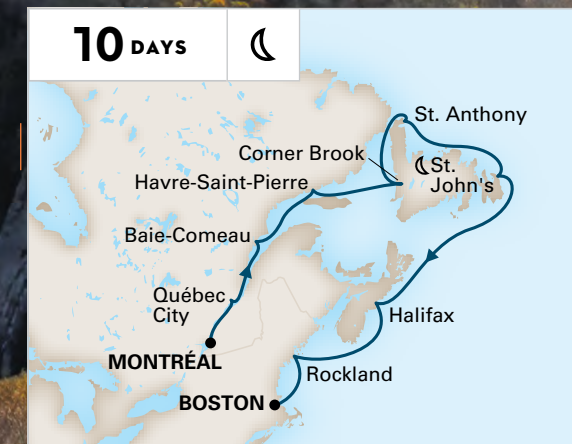 10 DAYS
St. Anthony
Corner Brook
St.
John's
Havre-Saint-Pierre
Baie-Comeau
Québec
City
Halifax
MONTRÉAL
Rockland
BOSTON